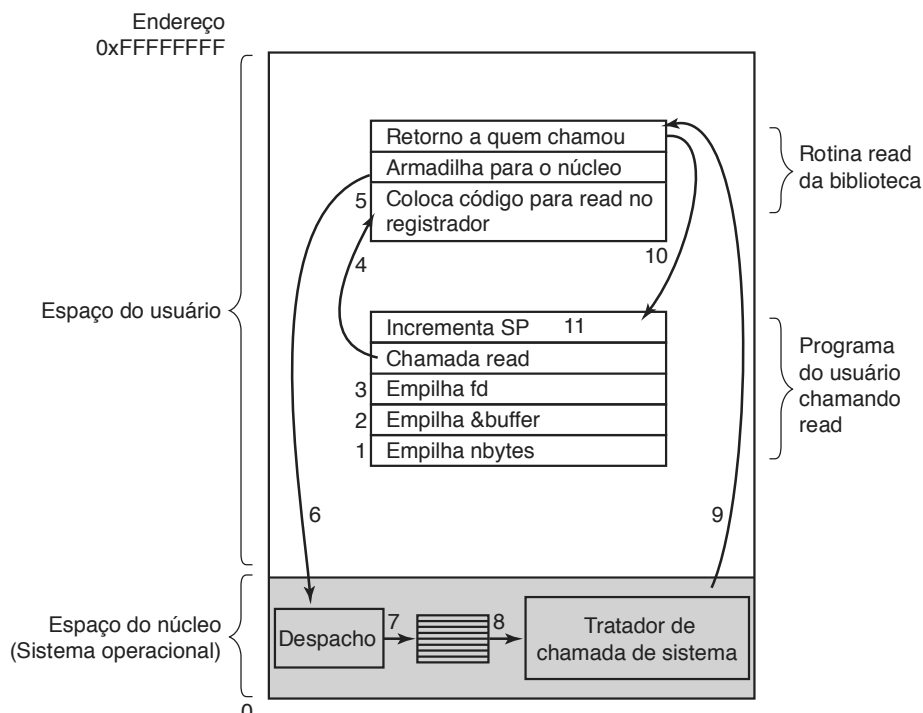 Endereço
0xFFFFFFFF
Retorno a quem chamou
Armadilha para o núcleo
5
Coloca código para read no
registrador
Rotina read
da biblioteca
4
10
Espaço do usuário
Incrementa SP
11
Chamada read
3
Empilha fd
2
Empilha &buffer
1
Empilha nbytes
Programa
do usuário
chamando
read
6
9
Espaço do núcleo
(Sistema operacional)
Despacho
7
8
Tratador de
chamada de sistema
0